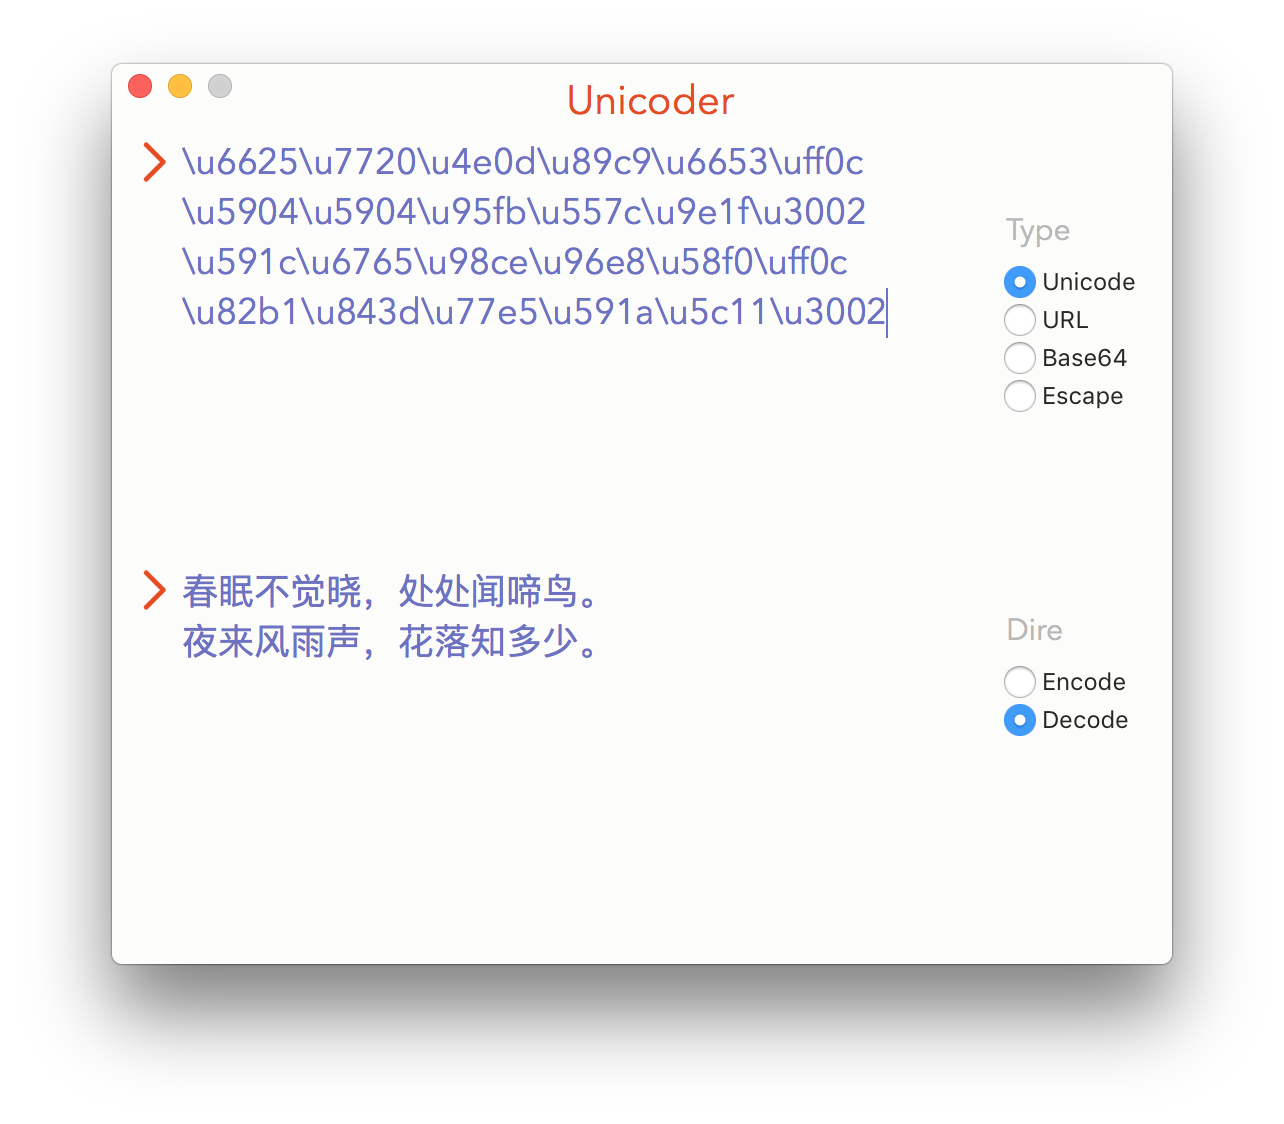 Unicoder
\u6625\u7720\u4e0d\u89c9\u6653\uff0c
\u5904\u5904\u95fb\u557c\u9e1f\u3002
\u591c\u6765\u98ce\u96e8\u58f0\uff0c
\u82b1\u843d\u77e5\u591a\u5c11\u3002
Type
Unicode
URL
Base64
Escape
春眠不觉晓，处处闻啼鸟。
夜来风雨声，花落知多少。
Dire
Encode
Decode